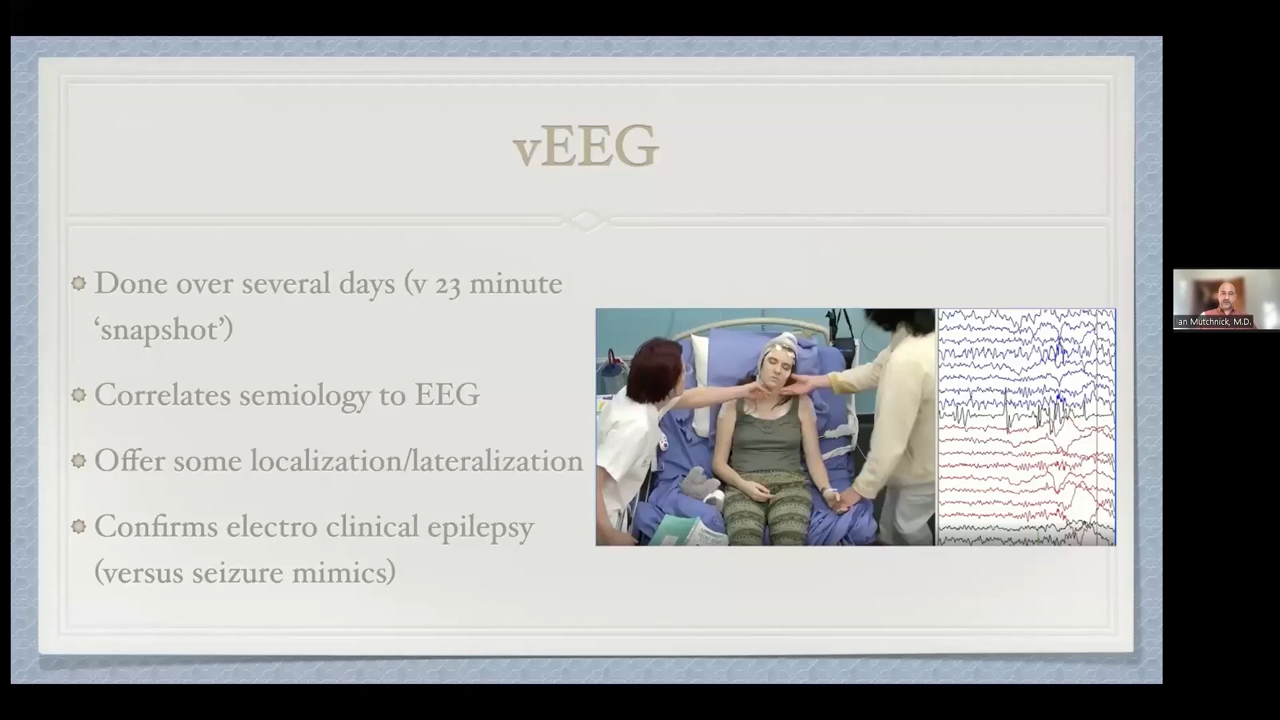 vEEG
Done over several days (v 23 minute
‘snapshot’)
Correlates semiology to EEG
Offer some localization/lateralization
Confirms electro clinical epilepsy
(versus seizure mimics)
Ian Mutchnick, M.D.